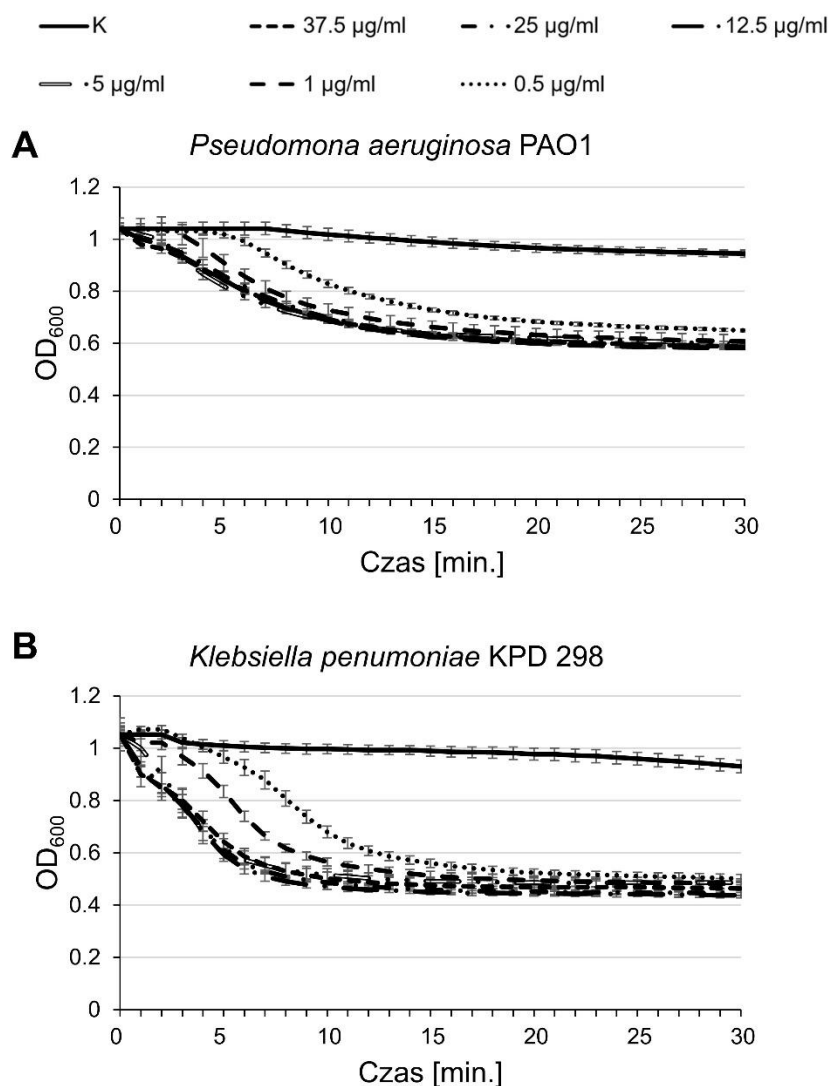 K 37.5 µg/ml 25 µg/ml 12.5 µg/ml
5 µg/ml 1 µg/ml 0.5 µg/ml
A Pseudomona aeruginosa PAO1
1.2
1
0.8
0.6
0.4
0.2
0
OD600
0 5 10 15 20 25 30
Czas [min.]
B Klebsiella penumoniae KPD 298
1.2
1
0.8
0.6
0.4
0.2
0
OD600
0 5 10 15 20 25 30
Czas [min.]